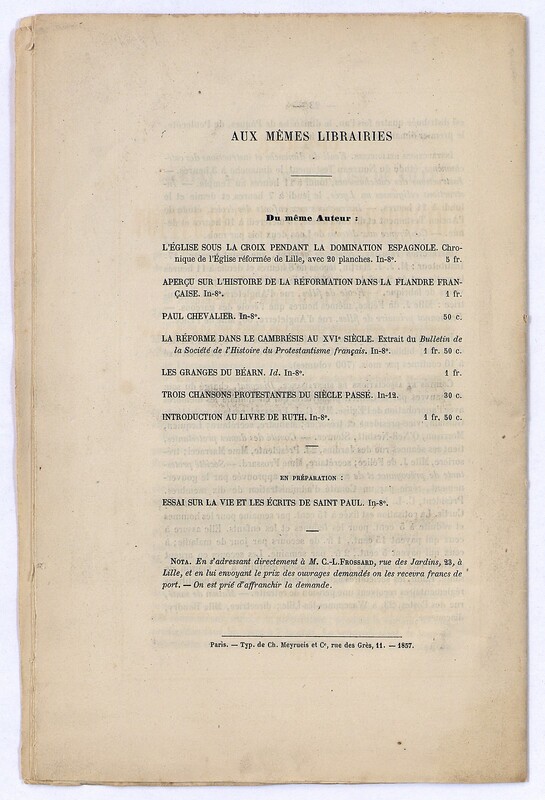 AUX MÊMES LIBRAIRIES
Du même Auteur :
L'ÉGLISE SOUS LA CROIX PENDANT LA DOMINATION ESPAGNOLE. Chro-
nique de l'Église réformée de Lille, avec 20 planches. In-8°. 5 fr.
APERÇU SUR L'HISTOIRE DE LA RÉFORMATION DANS LA FLANDRE FRAN-
ÇAISE. In-8°. 1 fr.
PAUL CHEVALIER. In-8°. 50 c.
LA RÉFORME DANS LE CAMBRÉSIS AU XVIe SIÈCLE. Extrait du Bulletin de
la Société de l'Histoire du Protestantisme français. In-8°. 1 fr. 50 c.
LES GRANGES DU BÉARN. Id. In-8°. 1 fr.
TROIS CHANSONS PROTESTANTES DU SIÈCLE PASSÉ. In-12. 30 c.
INTRODUCTION AU LIVRE DE RUTH. In-8°. 1 fr. 50 c.
EN PRÉPARATION :
ESSAI SUR LA VIE ET LES ÉCRITS DE SAINT PAUL. In-8°.
NOTA. En s'adressant directement à M. C.-L. FROSSARD, rue des Jardins, 23, à
Lille, et en lui envoyant le prix des ouvrages demandés on les recevra francs de
port. — On est prié d'affranchir la demande.
Paris. — Typ. de Ch. Meyrueis et Ce, rue des Grès, 11. — 1857.